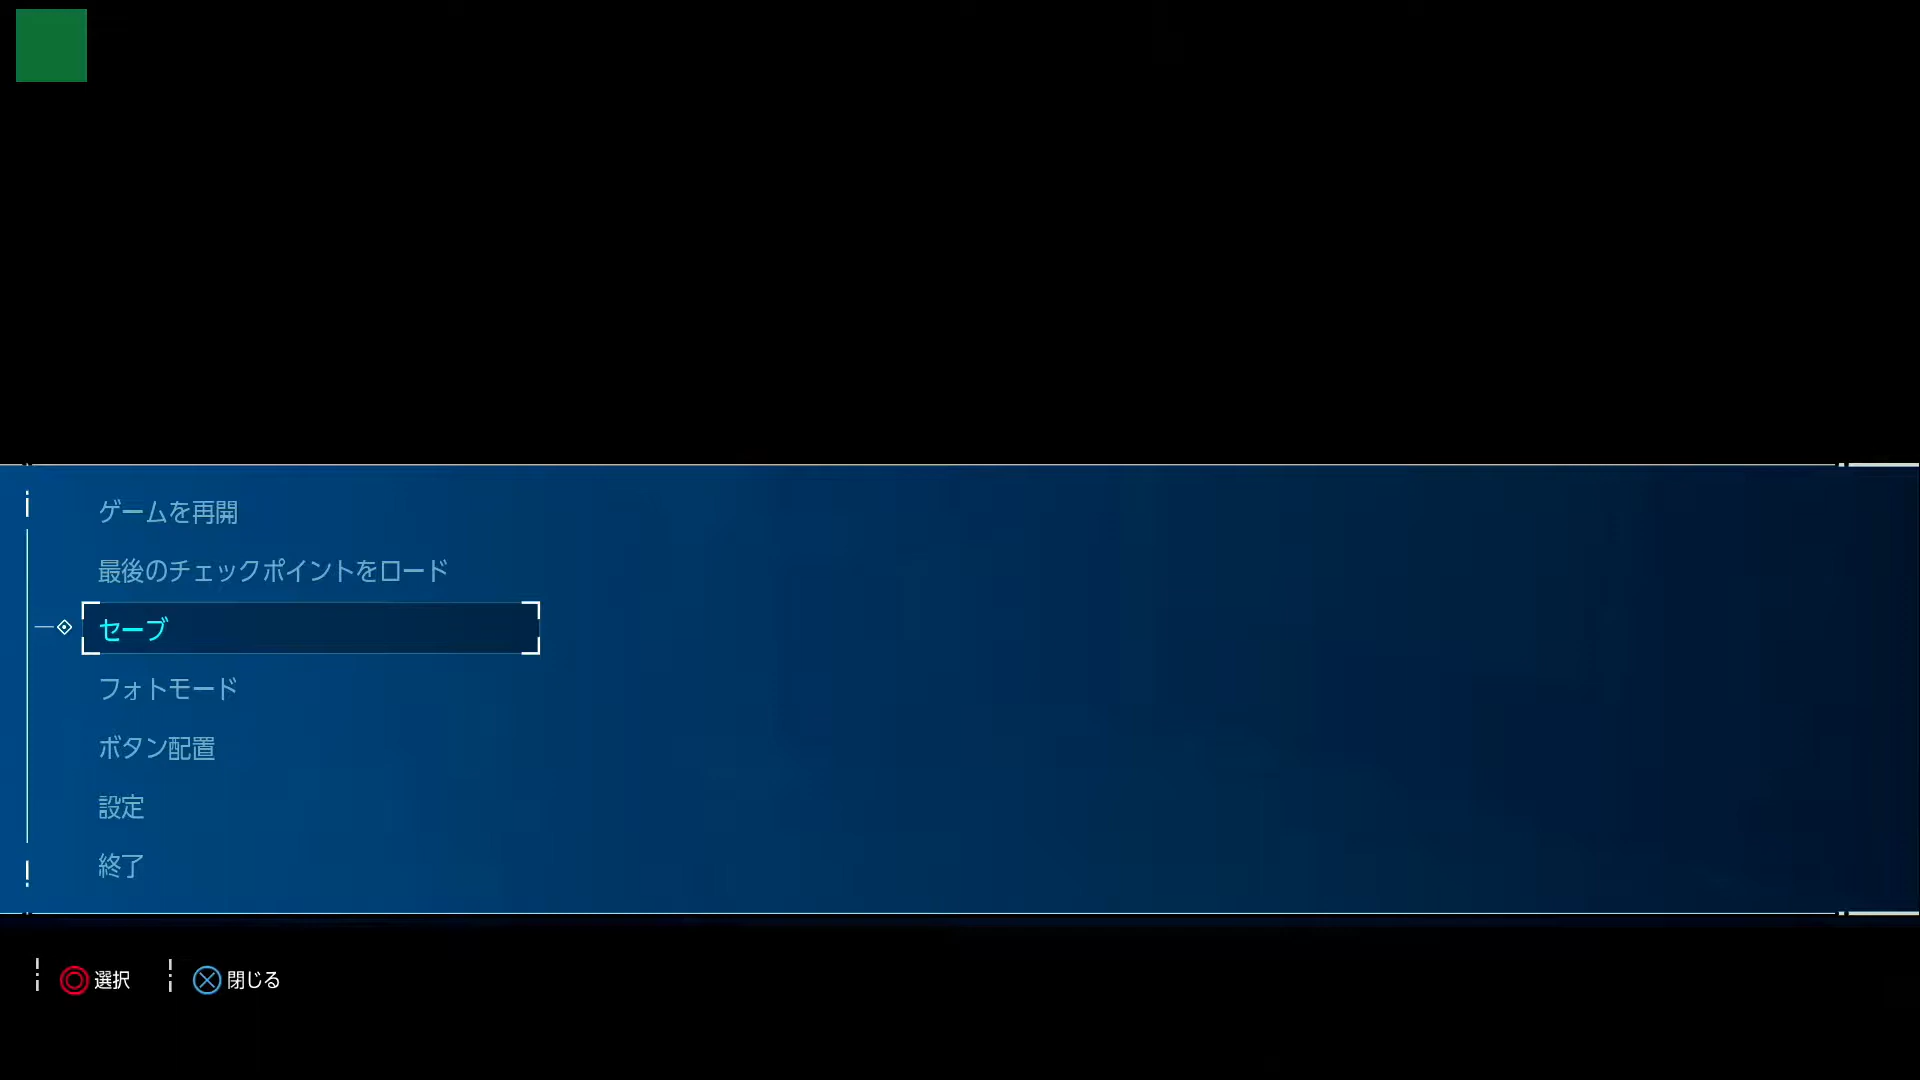 ゲームを再開
最後のチェックポイントをロード
セーブ
フォトモード
ボタン配置
設定
終了
選択 閉じる